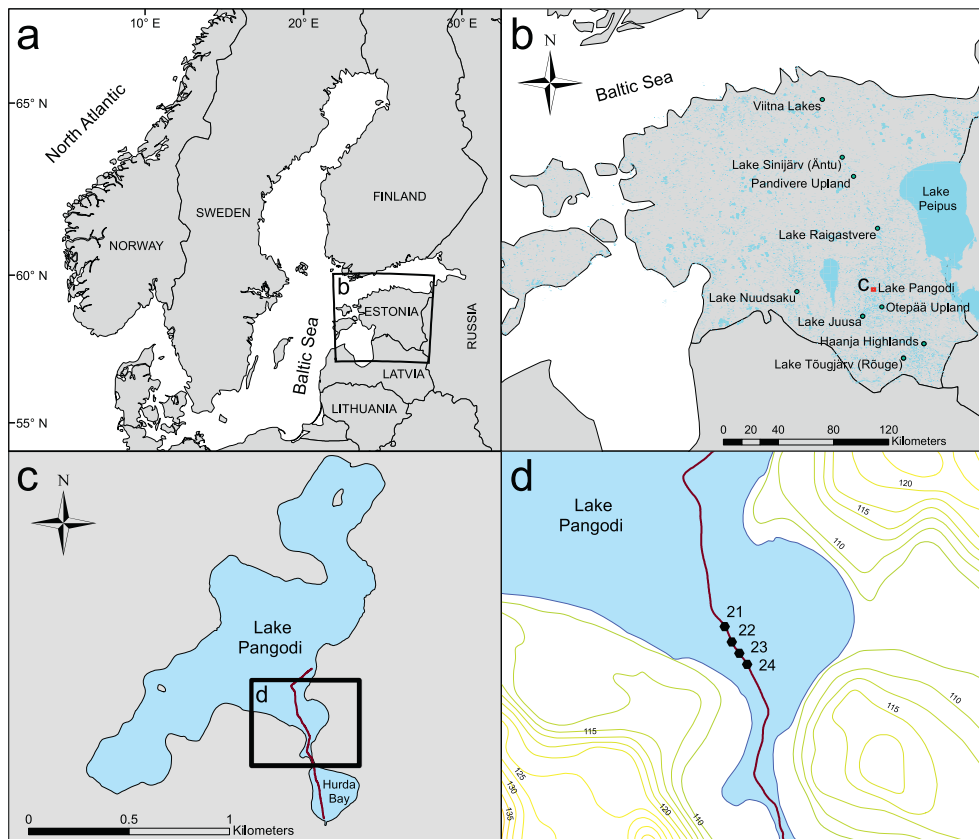 a
10° E
20° E
30° E
65° N
60° N
55° N
North Atlantic
NORWAY
SWEDEN
FINLAND
b
ESTONIA
RUSSIA
Baltic Sea
LATVIA
LITHUANIA
b
N
Baltic Sea
Viitna Lakes
Lake Sinijärv (Äntu)
Pandivere Upland
Lake
Peipus
Lake Raigastvere
C
Lake Pangodi
Lake Nuudsaku
Otepää Upland
Lake Juusa
Haanja Highlands
Lake Tõugjärv (Rõuge)
0 20 40 80 120
Kilometers
c
N
Lake
Pangodi
d
Hurda
Bay
0 0.5 1
Kilometers
d
Lake
Pangodi
120
115
110
21
22
23
24
110
115
115
120
110
125
130
135